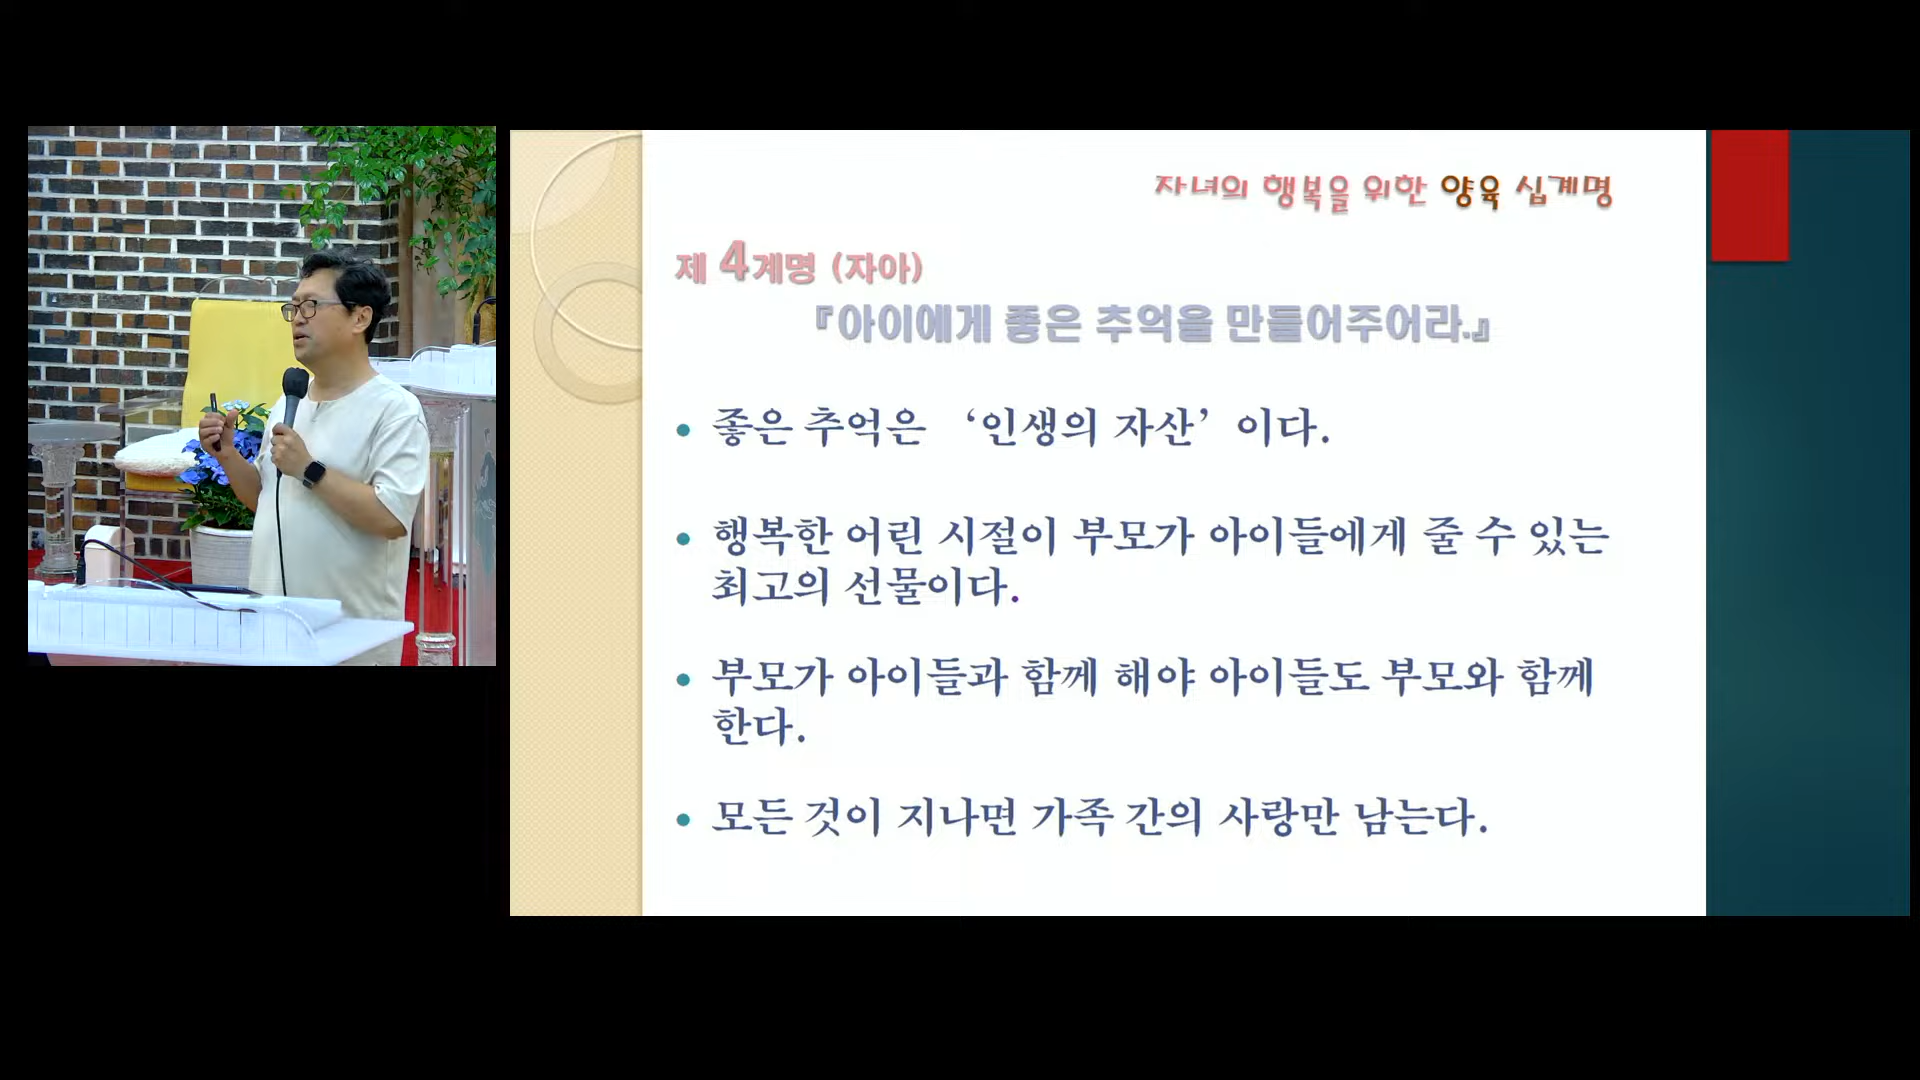 자녀의 행복을 위한 양육 십계명
제 4계명 (자아)
『아이에게 좋은 추억을 만들어주어라.』
• 좋은 추억은 ‘인생의 자산’ 이다.
• 행복한 어린 시절이 부모가 아이들에게 줄 수 있는
최고의 선물이다.
• 부모가 아이들과 함께 해야 아이들도 부모와 함께
한다.
• 모든 것이 지나면 가족 간의 사랑만 남는다.